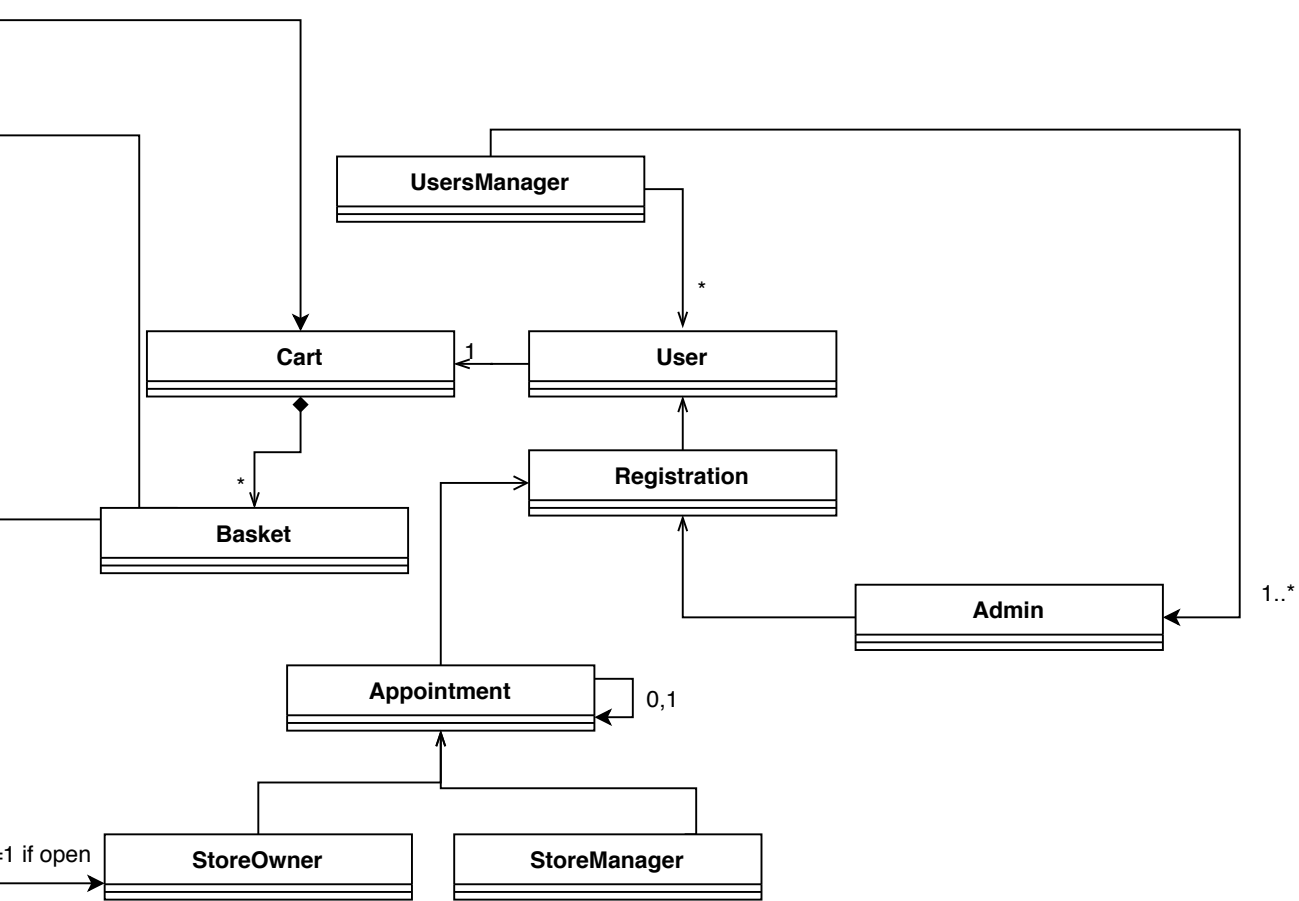 UsersManager
*
Cart
1
User
*
Registration
Basket
1..*
Admin
Appointment
0,1
=1 if open
StoreOwner
StoreManager